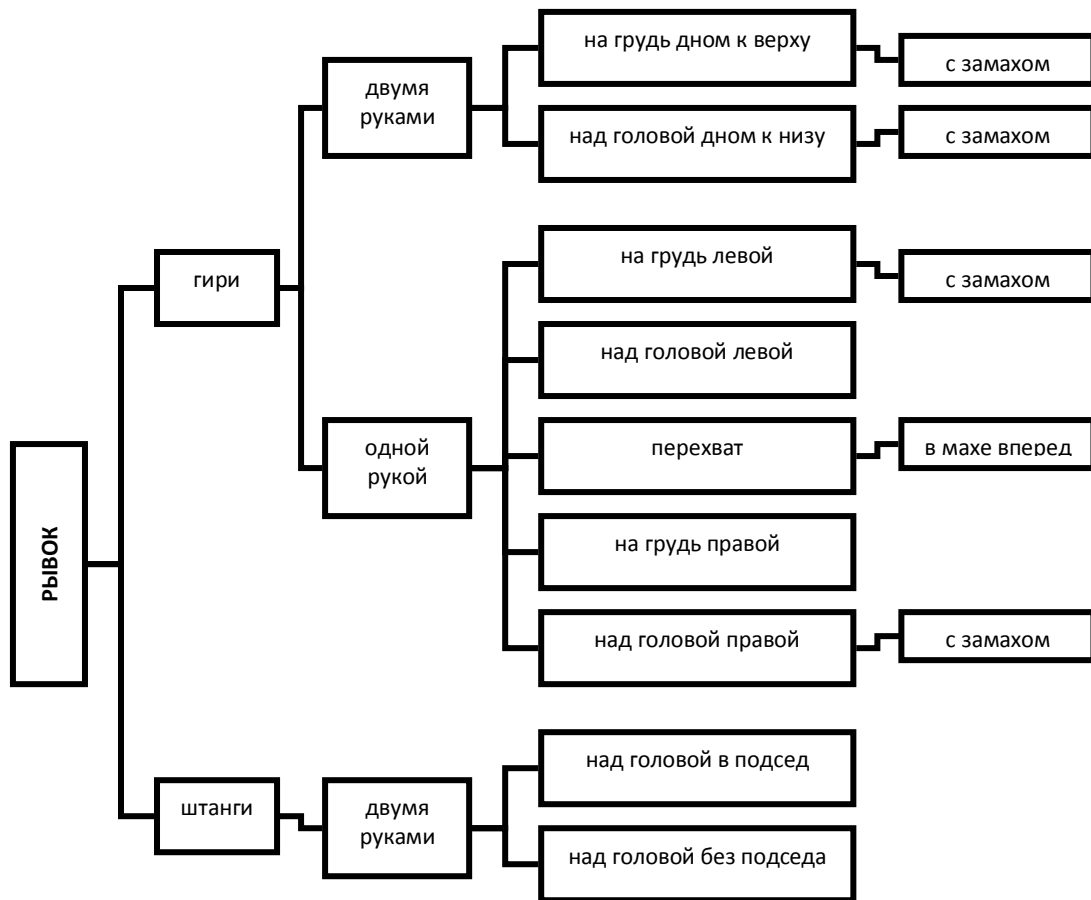 на грудь дном к верху
с замахом
двумя
руками
над головой дном к низу
с замахом
на грудь левой
с замахом
гири
над головой левой
одной
рукой
перехват
в махе вперед
на грудь правой
РЫВОК
над головой правой
с замахом
над головой в подсед
штанги
двумя
руками
над головой без подседа